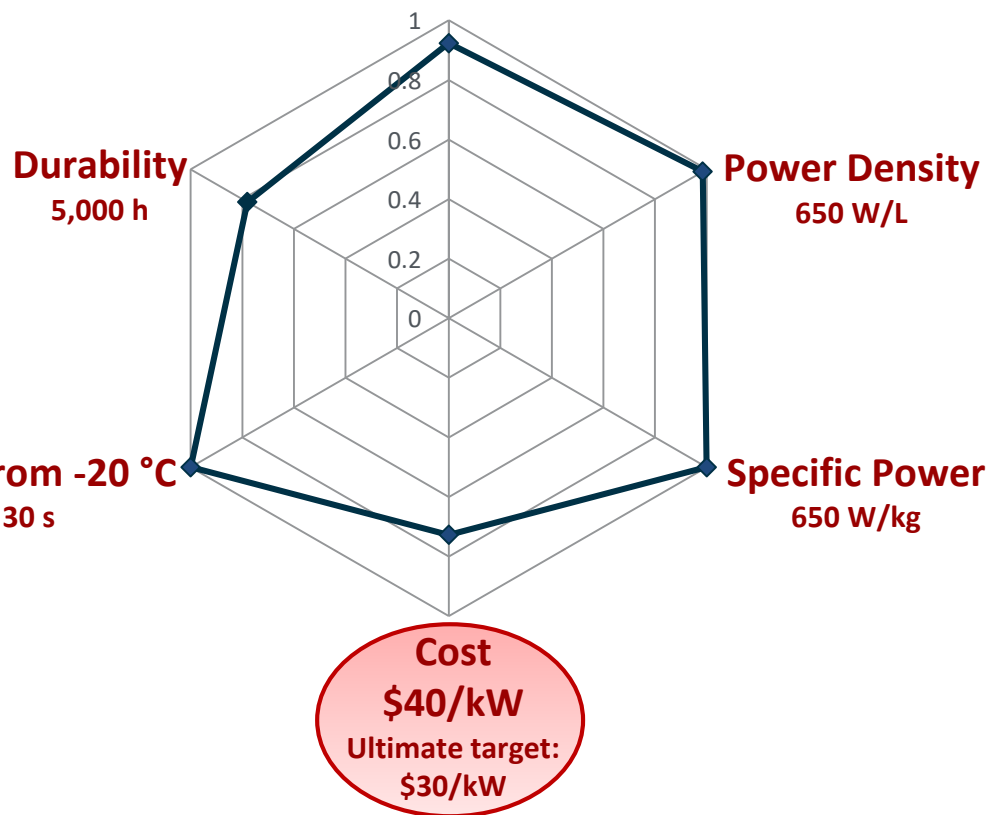 1
0.8
0.6
0.4
0.2
0
Durability
5,000 h
Power Density
650 W/L
rom -20 °C
30 s
Specific Power
650 W/kg
Cost
$40/kW
Ultimate target:
$30/kW